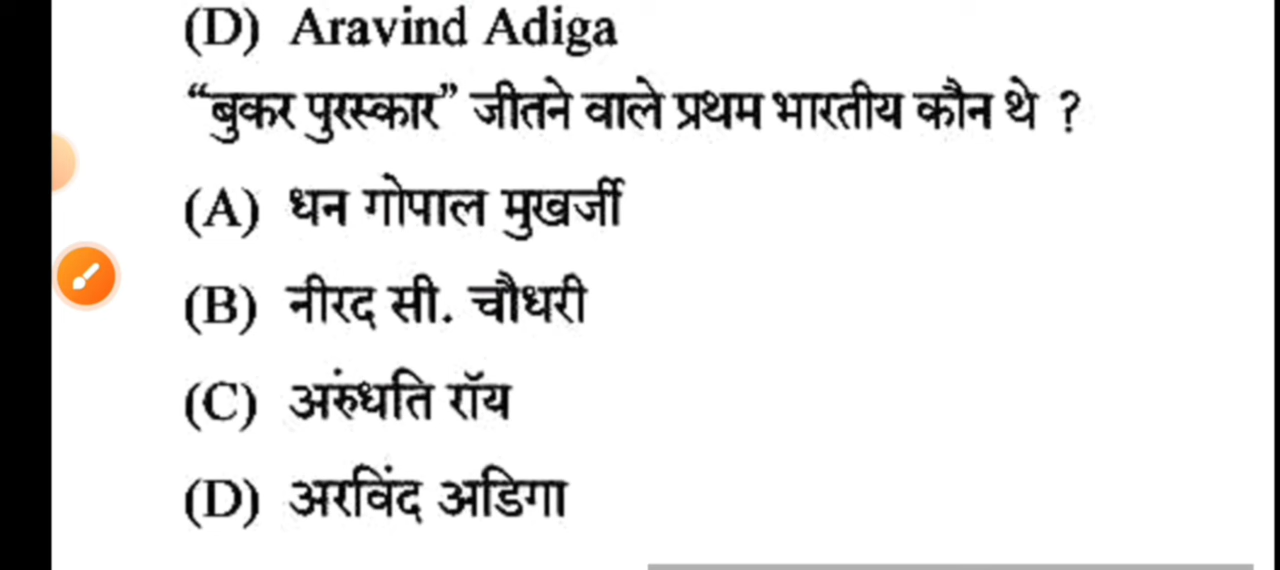 (D) Aravind Adiga
“बुकर पुरस्कार” जीतने वाले प्रथम भारतीय कौन थे ?
(A) धन गोपाल मुखर्जी
(B) नीरद सी. चौधरी
(C) अरुंधति रॉय
(D) अरविंद अडिगा